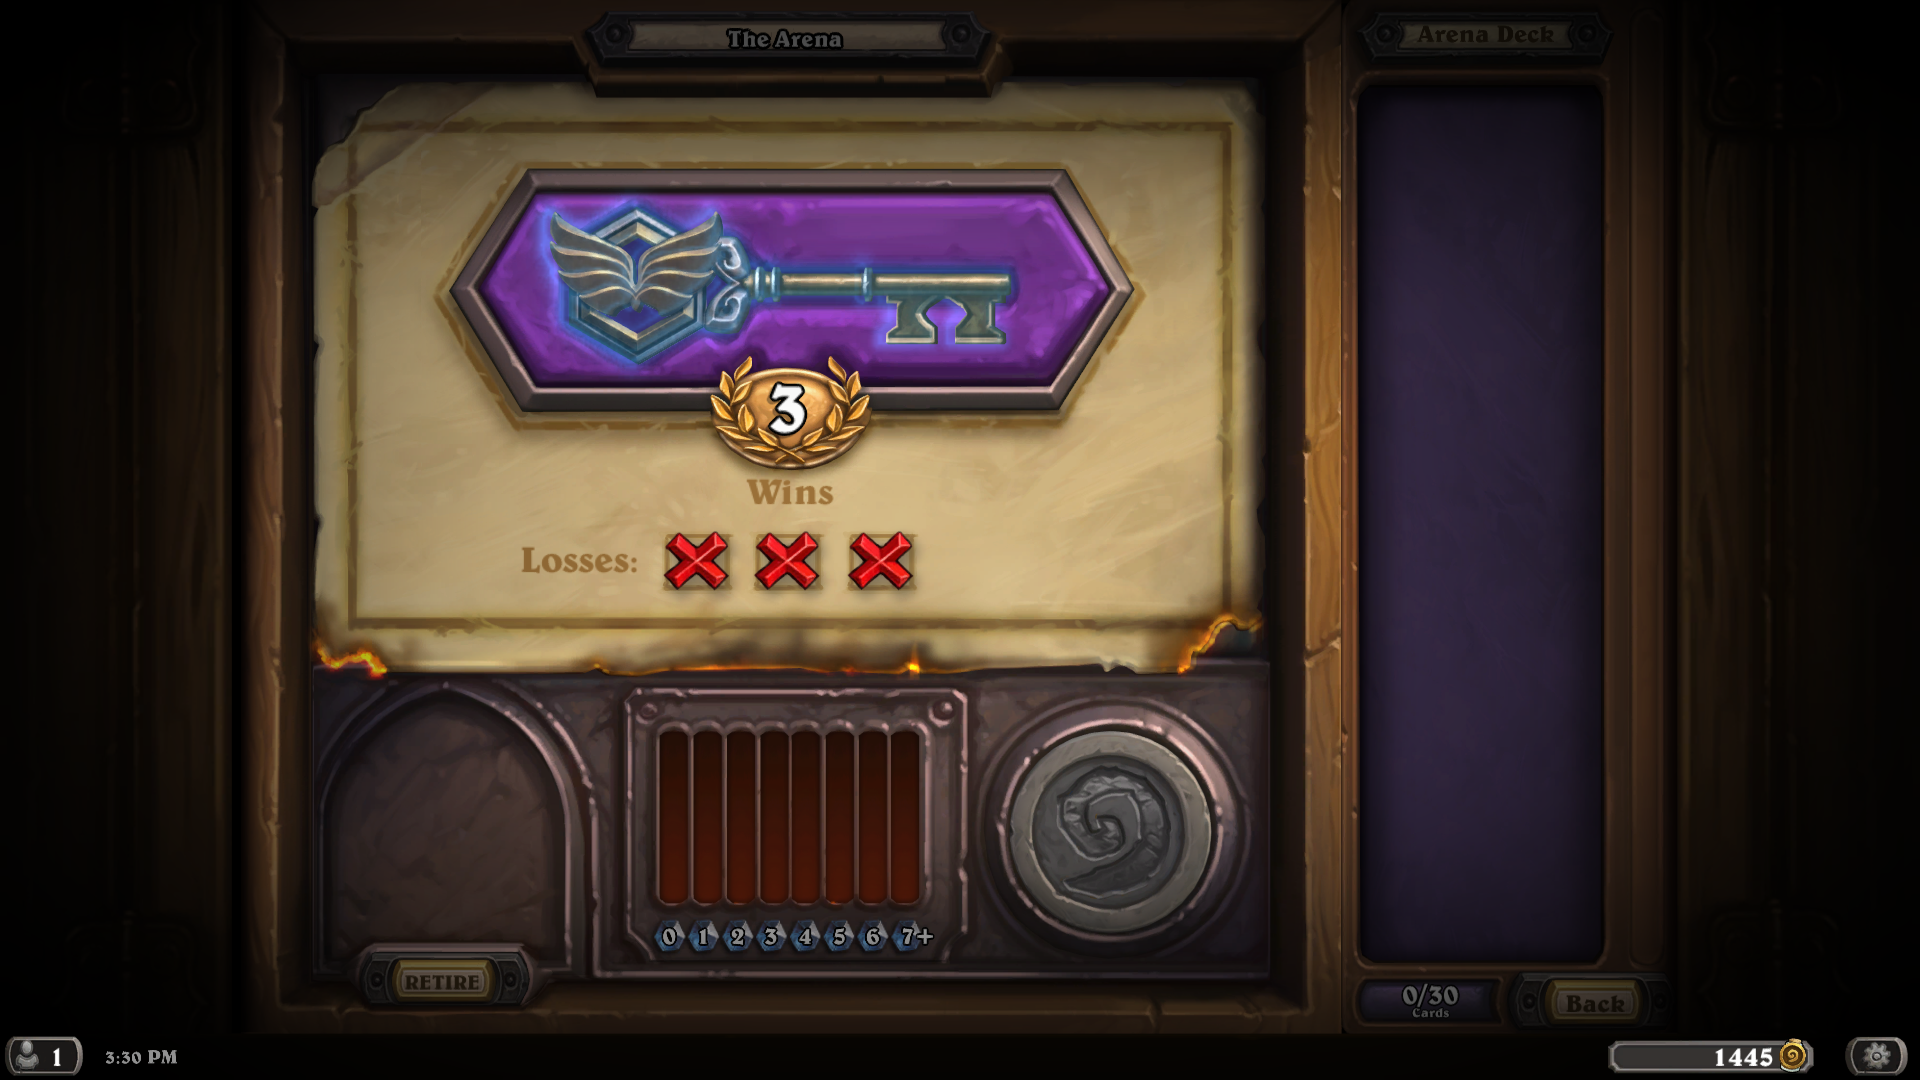 The Arena
Arena Deck
3
Wins
Losses:
0 1 2 3 4 5 6 7+
RETIRE
0/30
Cards
Back
1
3:30 PM
1445